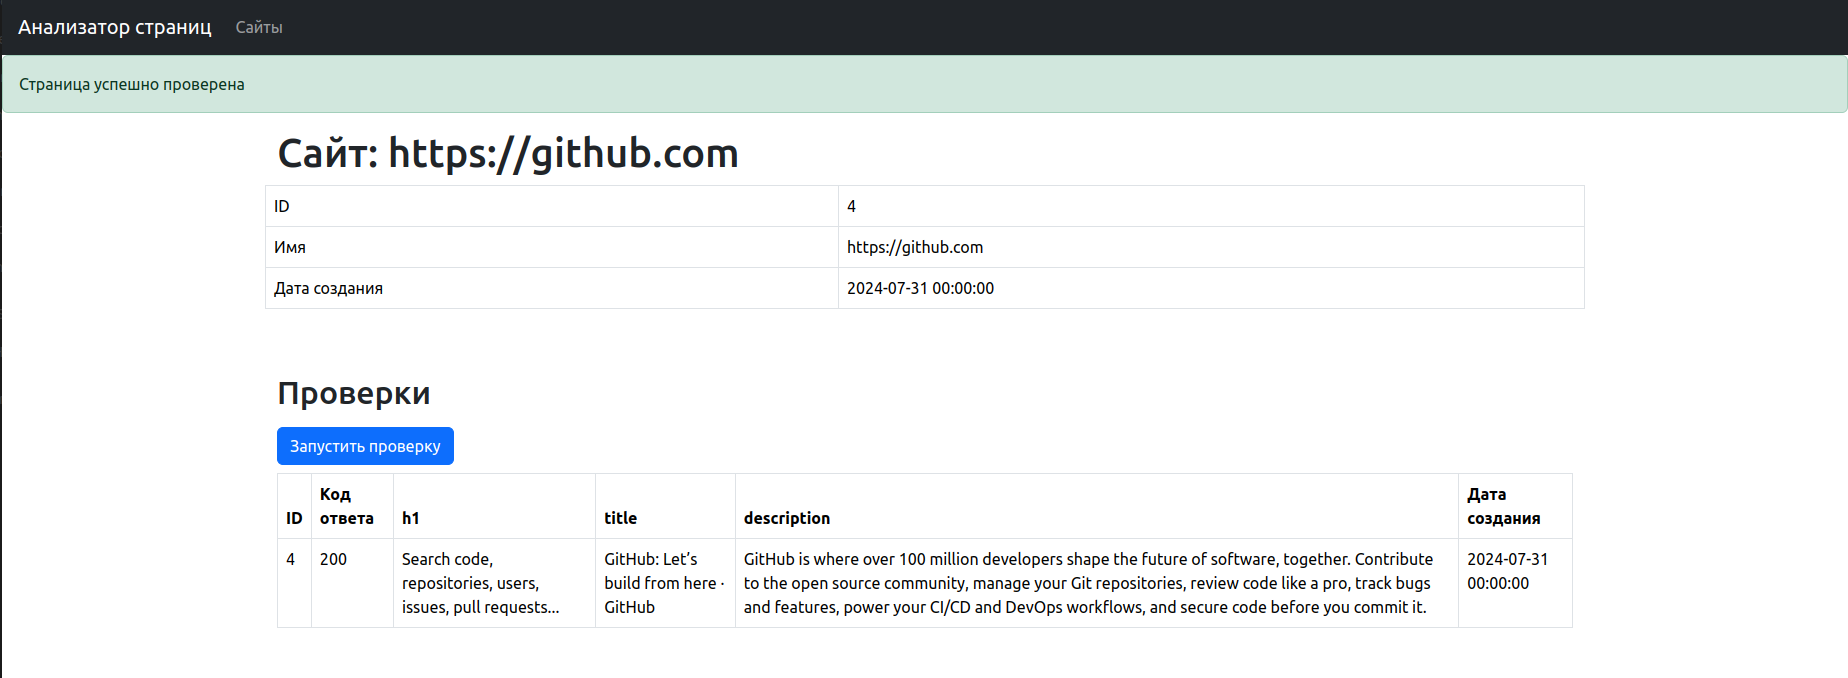 Анализатор страниц Сайты
Страница успешно проверена
Сайт: https://github.com
ID 4
Имя https://github.com
Дата создания 2024-07-31 00:00:00
Проверки
Запустить проверку
ID Код ответа h1 title description Дата создания
4 200 Search code, repositories, users, issues, pull requests... GitHub: Let’s build from here · GitHub GitHub is where over 100 million developers shape the future of software, together. Contribute to the open source community, manage your Git repositories, review code like a pro, track bugs and features, power your CI/CD and DevOps workflows, and secure code before you commit it. 2024-07-31 00:00:00